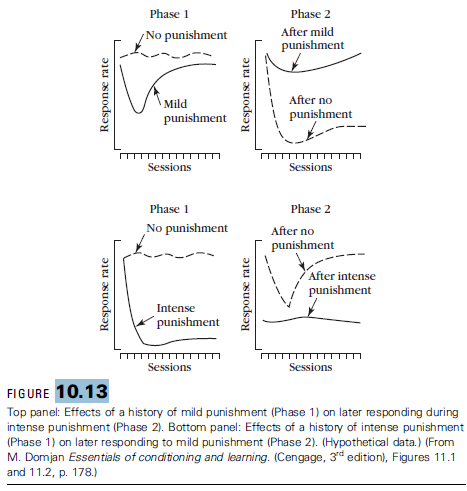 Phase 1
Phase 2
No punishment
After mild
punishment
Mild
punishment
After no
punishment
Response rate
Response rate
Sessions
Sessions
Phase 1
Phase 2
No punishment
After no
punishment
After intense
punishment
Intense
punishment
Response rate
Response rate
Sessions
Sessions
FIGURE 10.13
Top panel: Effects of a history of mild punishment (Phase 1) on later responding during
intense punishment (Phase 2). Bottom panel: Effects of a history of intense punishment
(Phase 1) on later responding to mild punishment (Phase 2). (Hypothetical data.) (From
M. Domjan Essentials of conditioning and learning. (Cengage, 3rd edition), Figures 11.1
and 11.2, p. 178.)